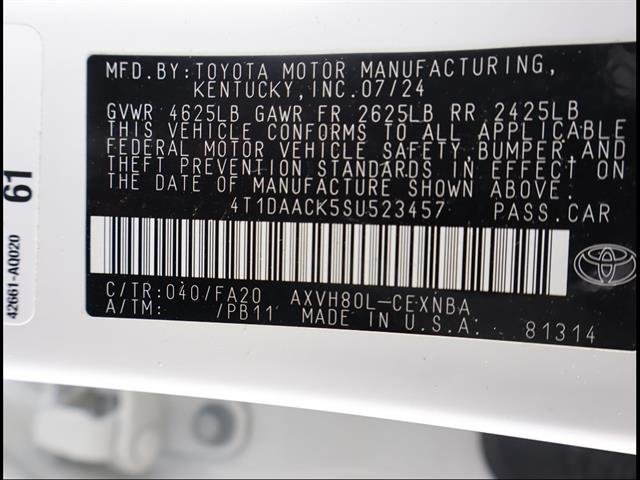 MFD.BY: TOYOTA MOTOR MANUFACTURING,
KENTUCKY, INC. 07/24
GVWR 4625LB GAWR FR 2625LB RR 2425LB
THIS VEHICLE CONFORMS TO ALL APPLICABLE
FEDERAL MOTOR VEHICLE SAFETY, BUMPER, AND
THEFT PREVENTION STANDARDS IN EFFECT ON
THE DATE OF MANUFACTURE SHOWN ABOVE.
4T1DAACK5SU523457 PASS.CAR
C/TR: 040/FA20 AXVH80L-CEXNBA
A/TM: /PB11 MADE IN U.S.A. 81314
61
42661-AQ020